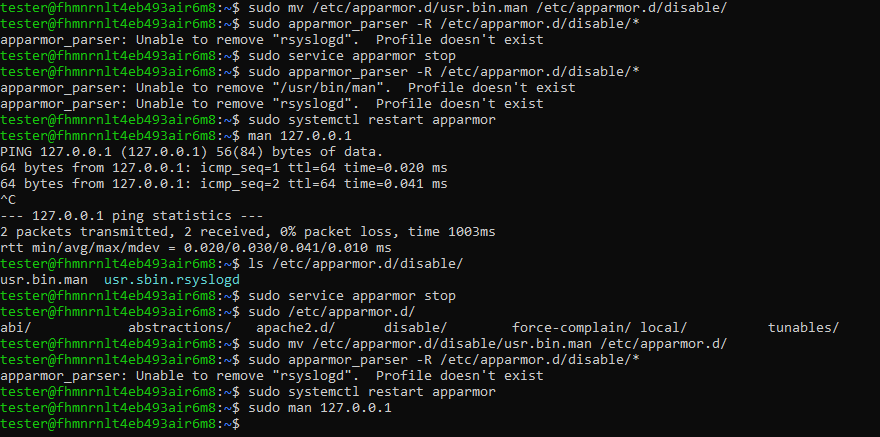 tester@fhmnrnlt4eb493air6m8:~$ sudo mv /etc/apparmor.d/usr.bin.man /etc/apparmor.d/disable/
tester@fhmnrnlt4eb493air6m8:~$ sudo apparmor_parser -R /etc/apparmor.d/disable/*
apparmor_parser: Unable to remove "rsyslogd".  Profile doesn't exist
tester@fhmnrnlt4eb493air6m8:~$ sudo service apparmor stop
tester@fhmnrnlt4eb493air6m8:~$ sudo apparmor_parser -R /etc/apparmor.d/disable/*
apparmor_parser: Unable to remove "/usr/bin/man".  Profile doesn't exist
apparmor_parser: Unable to remove "rsyslogd".  Profile doesn't exist
tester@fhmnrnlt4eb493air6m8:~$ sudo systemctl restart apparmor
tester@fhmnrnlt4eb493air6m8:~$ man 127.0.0.1
PING 127.0.0.1 (127.0.0.1) 56(84) bytes of data.
64 bytes from 127.0.0.1: icmp_seq=1 ttl=64 time=0.020 ms
64 bytes from 127.0.0.1: icmp_seq=2 ttl=64 time=0.041 ms
^C
--- 127.0.0.1 ping statistics ---
2 packets transmitted, 2 received, 0% packet loss, time 1003ms
rtt min/avg/max/mdev = 0.020/0.030/0.041/0.010 ms
tester@fhmnrnlt4eb493air6m8:~$ ls /etc/apparmor.d/disable/
usr.bin.man  usr.sbin.rsyslogd
tester@fhmnrnlt4eb493air6m8:~$ sudo service apparmor stop
tester@fhmnrnlt4eb493air6m8:~$ sudo /etc/apparmor.d/
abi/            abstractions/   apache2.d/      disable/        force-complain/ local/          tunables/
tester@fhmnrnlt4eb493air6m8:~$ sudo mv /etc/apparmor.d/disable/usr.bin.man /etc/apparmor.d/
tester@fhmnrnlt4eb493air6m8:~$ sudo apparmor_parser -R /etc/apparmor.d/disable/*
apparmor_parser: Unable to remove "rsyslogd".  Profile doesn't exist
tester@fhmnrnlt4eb493air6m8:~$ sudo systemctl restart apparmor
tester@fhmnrnlt4eb493air6m8:~$ sudo man 127.0.0.1
tester@fhmnrnlt4eb493air6m8:~$